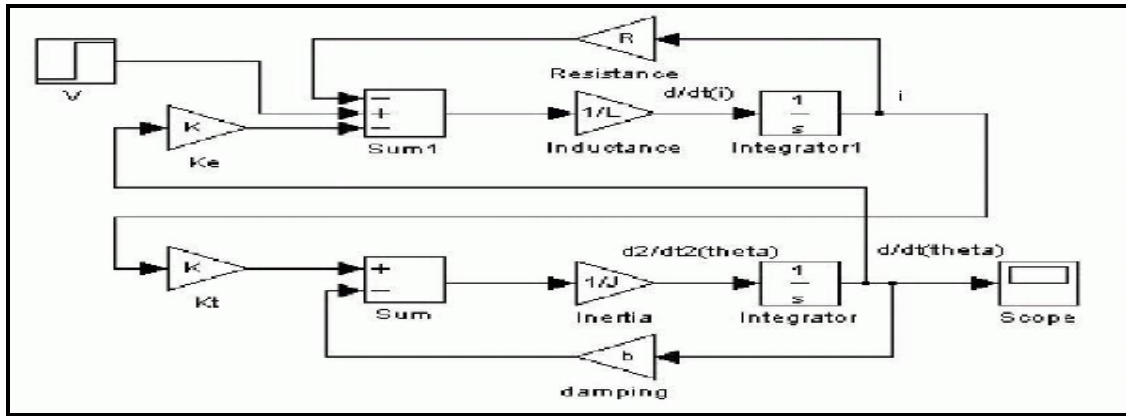 R
Resistance
V
d/dt(i)
i
K
−
+
−
1/L
1
s
Ke
Sum1
Inductance
Integrator1
d2/dt2(theta)
d/dt(theta)
K
+
−
1/J
1
s
Kt
Sum
Inertia
Integrator
Scope
b
damping